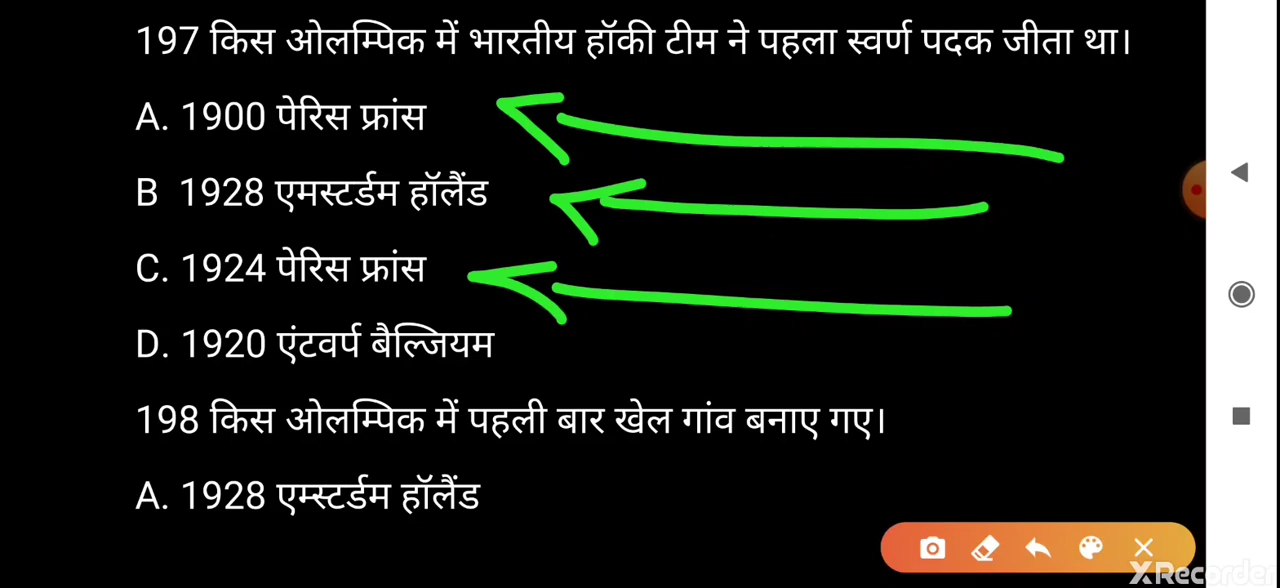 197 किस ओलम्पिक में भारतीय हॉकी टीम ने पहला स्वर्ण पदक जीता था।
A. 1900 पेरिस फ्रांस
B 1928 एमस्टर्डम हॉलैंड
C. 1924 पेरिस फ्रांस
D. 1920 एंटवर्प बैल्जियम
198 किस ओलम्पिक में पहली बार खेल गांव बनाए गए।
A. 1928 एम्स्टर्डम हॉलैंड
XRecorder